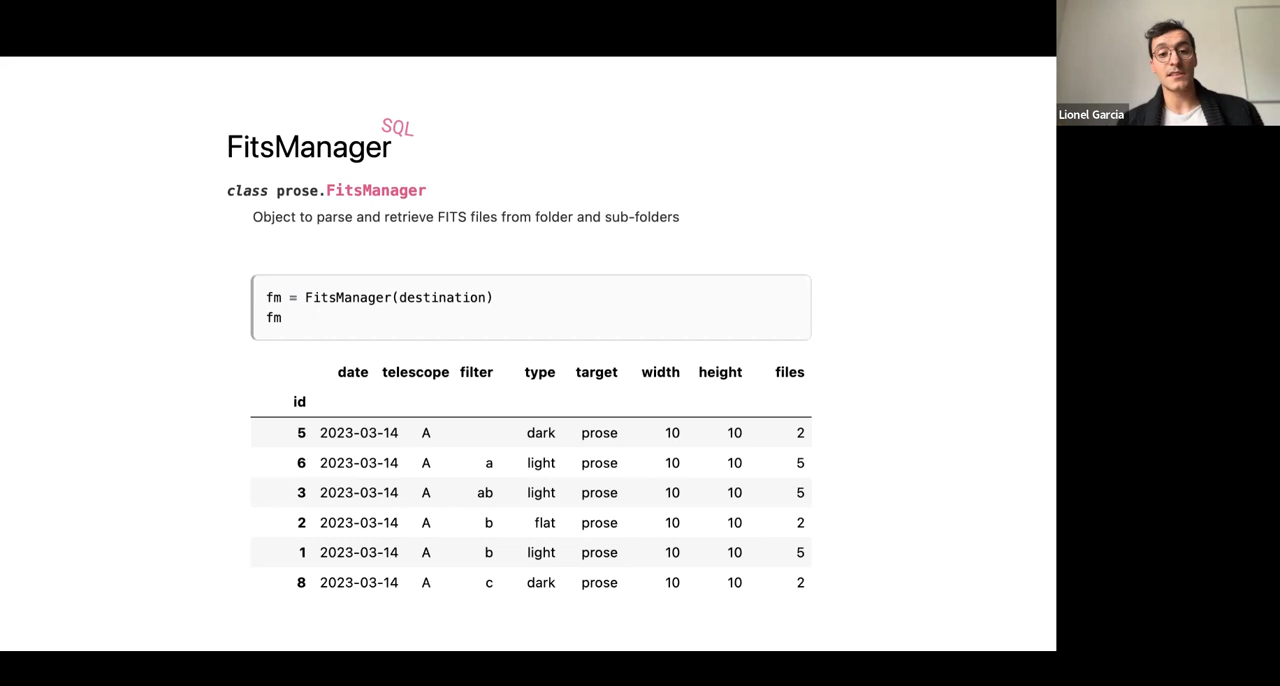 SQL
FitsManager
class prose.FitsManager
Object to parse and retrieve FITS files from folder and sub-folders
fm = FitsManager(destination)
fm
date telescope filter type target width height files
id
5 2023-03-14 A dark prose 10 10 2
6 2023-03-14 A a light prose 10 10 5
3 2023-03-14 A ab light prose 10 10 5
2 2023-03-14 A b flat prose 10 10 2
1 2023-03-14 A b light prose 10 10 5
8 2023-03-14 A c dark prose 10 10 2
Lionel Garcia